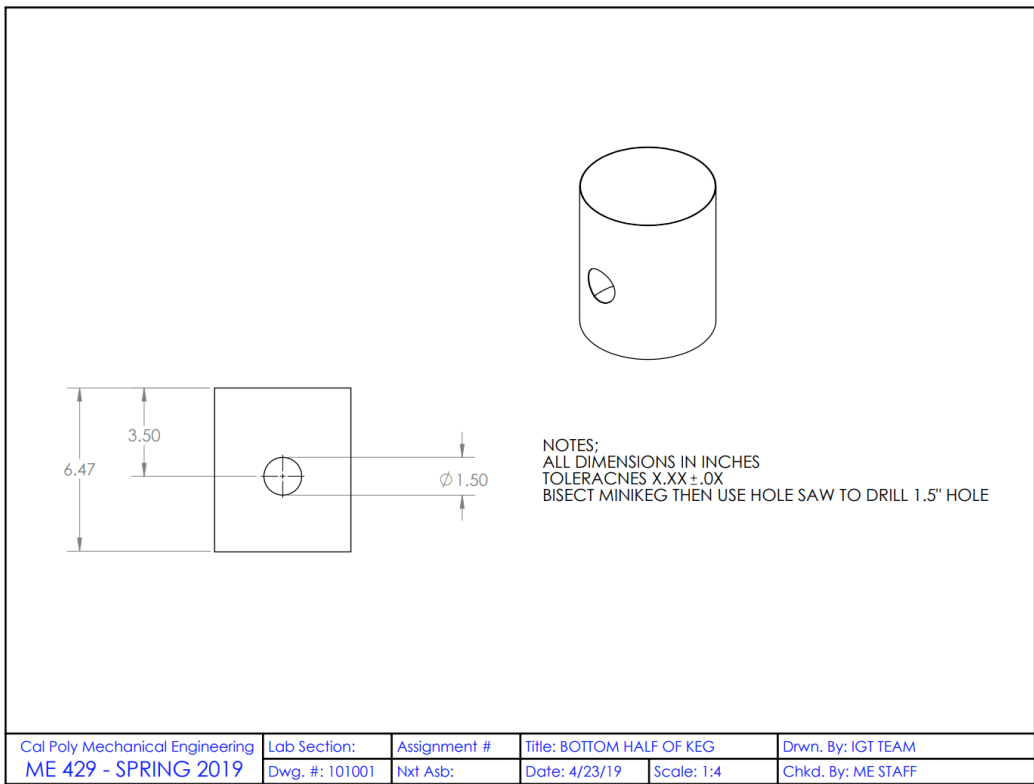 3.50
6.47
Ø1.50
NOTES;
ALL DIMENSIONS IN INCHES
TOLERACNES X.XX±.0X
BISECT MINIKEG THEN USE HOLE SAW TO DRILL 1.5" HOLE
Cal Poly Mechanical Engineering
ME 429 - SPRING 2019
Lab Section:
Assignment #
Title: BOTTOM HALF OF KEG
Drwn. By: IGT TEAM
Dwg. #: 101001
Nxt Asb:
Date: 4/23/19
Scale: 1:4
Chkd. By: ME STAFF